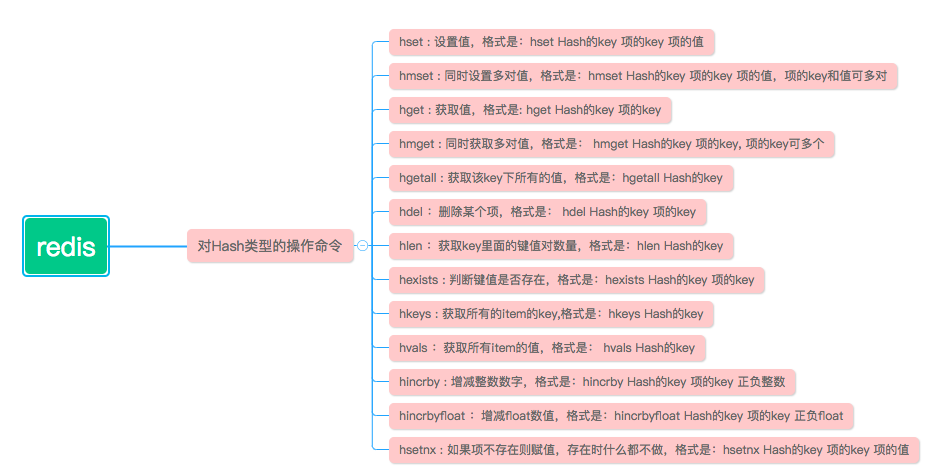 redis
对Hash类型的操作命令
hset : 设置值，格式是：hset Hash的key 项的key 项的值
hmset : 同时设置多对值，格式是：hmset Hash的key 项的key 项的值，项的key和值可多对
hget : 获取值，格式是: hget Hash的key 项的key
hmget : 同时获取多对值，格式是： hmget Hash的key 项的key, 项的key可多个
hgetall : 获取该key下所有的值，格式是：hgetall Hash的key
hdel ： 删除某个项，格式是： hdel Hash的key 项的key
hlen ： 获取key里面的键值对数量，格式是：hlen Hash的key
hexists : 判断键值是否存在，格式是：hexists Hash的key 项的key
hkeys : 获取所有的item的key,格式是：hkeys Hash的key
hvals ： 获取所有item的值，格式是： hvals Hash的key
hincrby : 增减整数数字，格式是：hincrby Hash的key 项的key 正负整数
hincrbyfloat ： 增减float数值，格式是：hincrbyfloat Hash的key 项的key 正负float
hsetnx : 如果项不存在则赋值，存在时什么都不做，格式是：hsetnx Hash的key 项的key 项的值